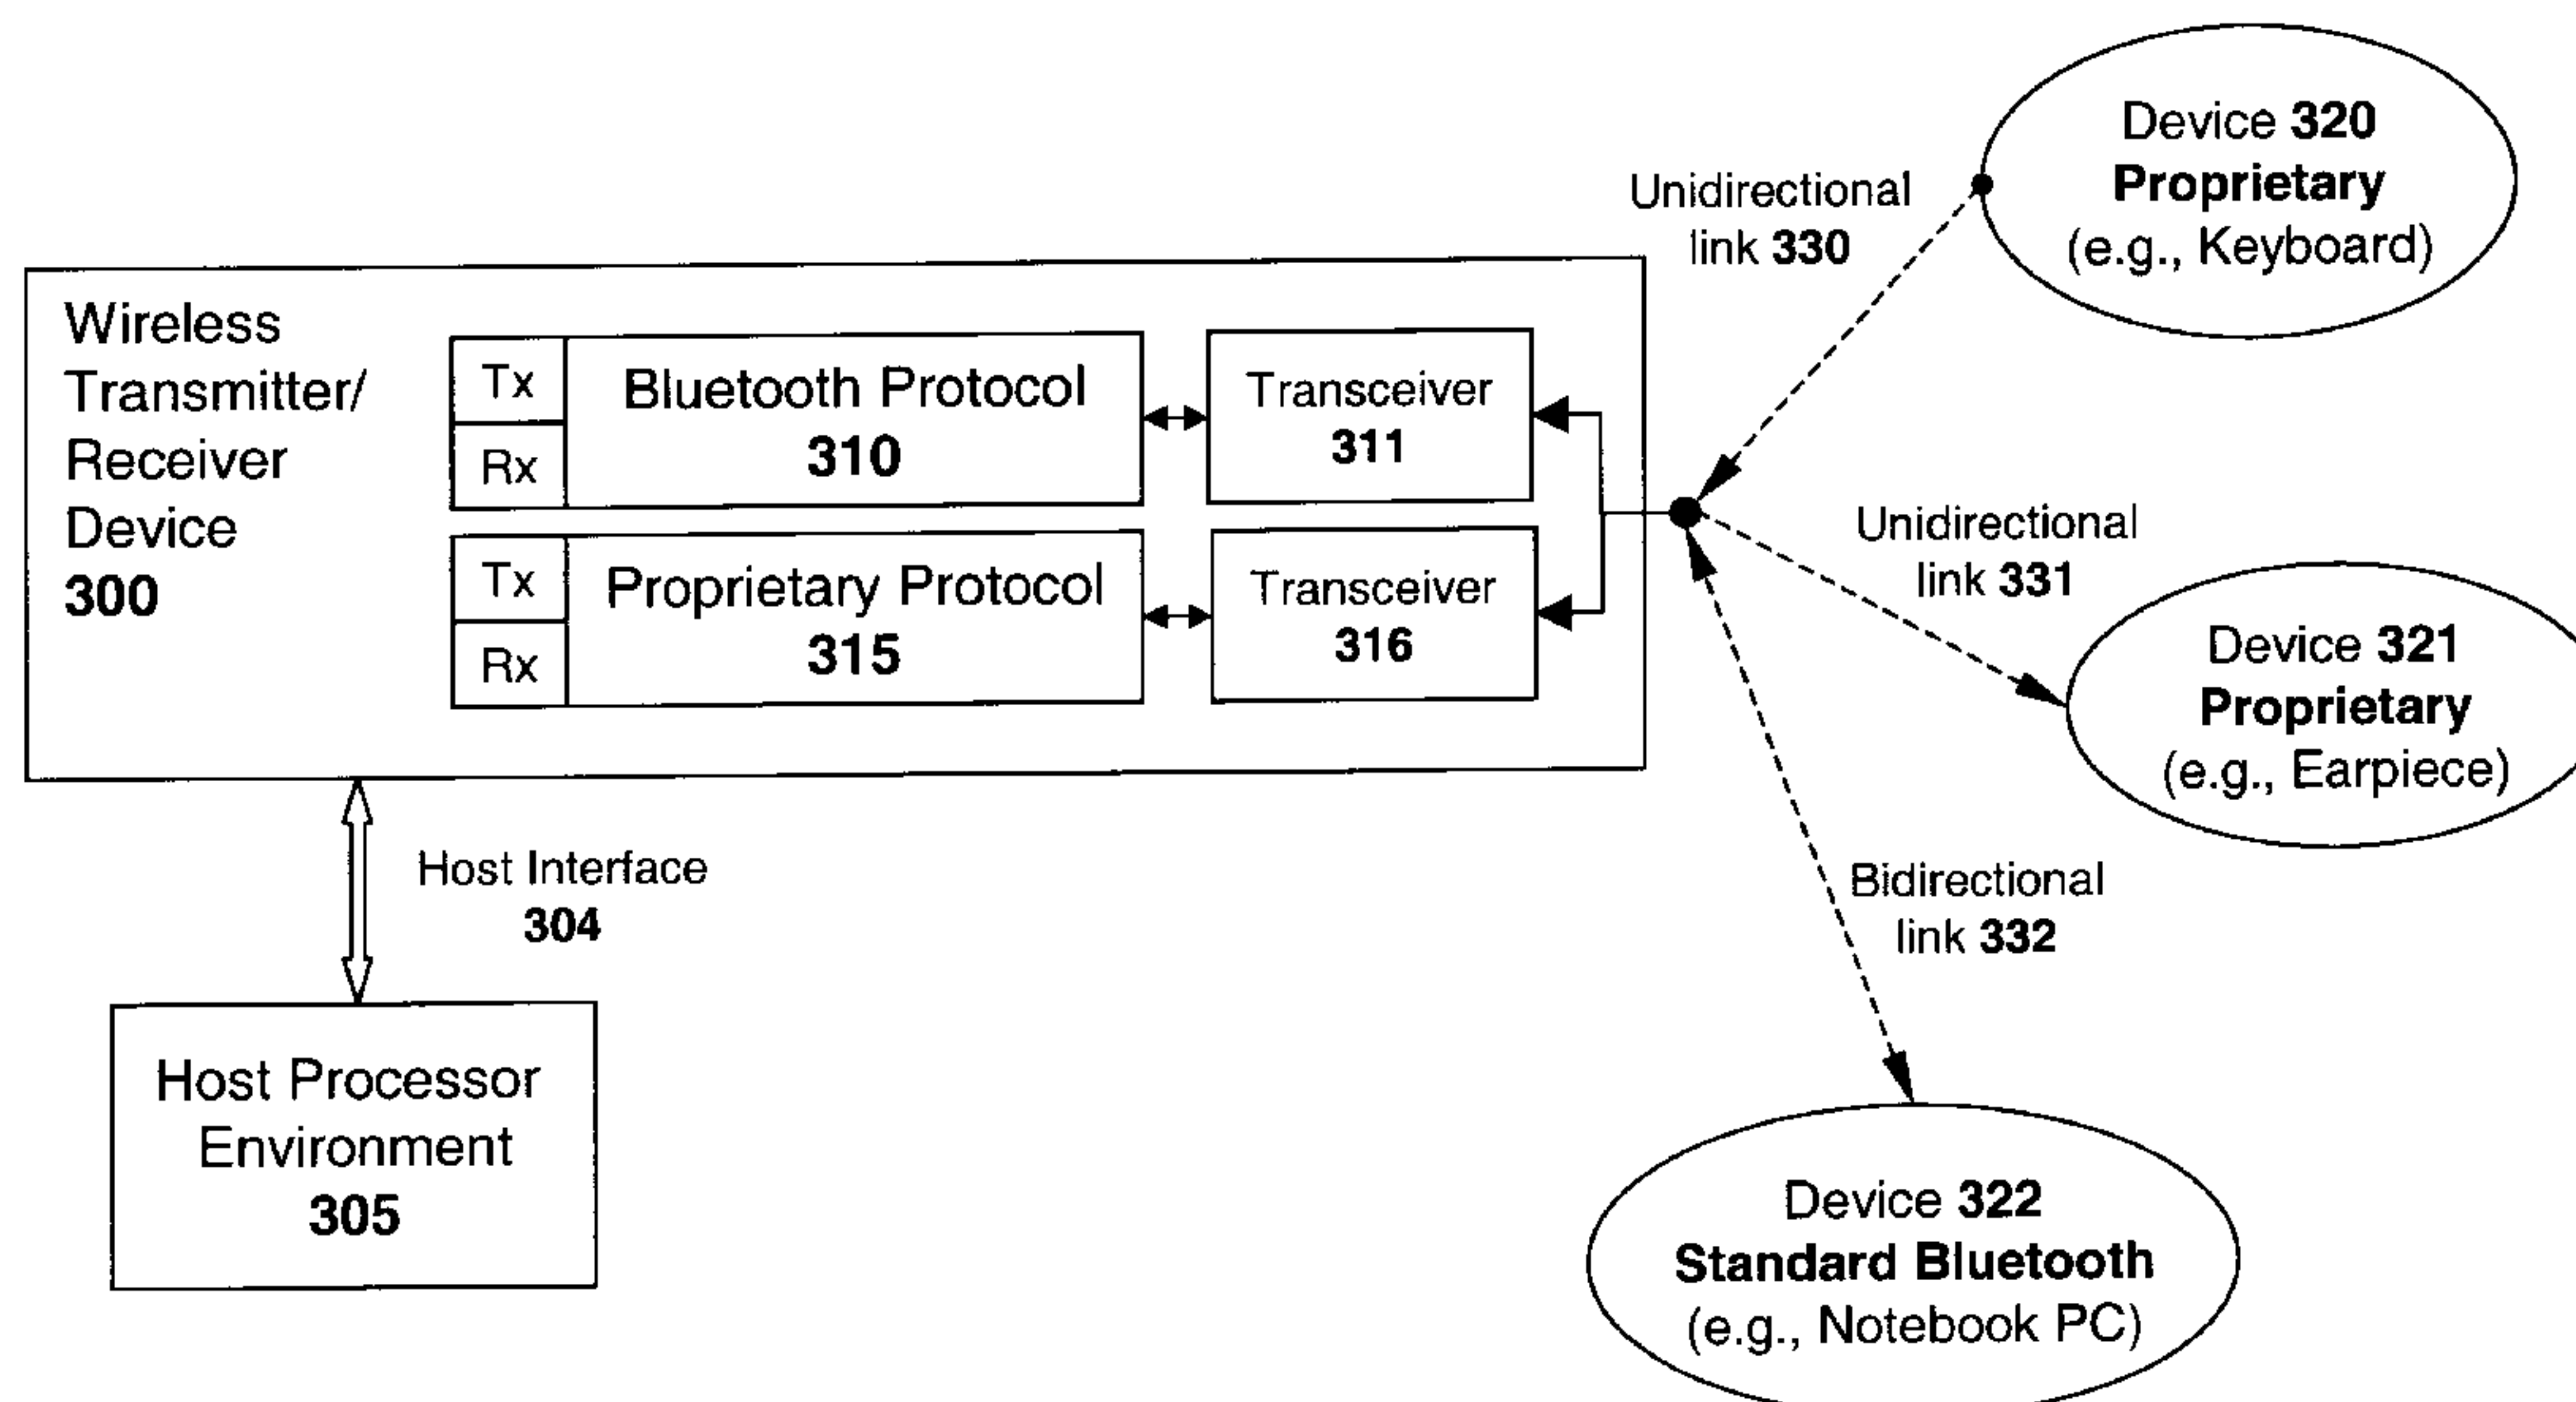 Wireless
Transmitter/
Receiver
Device
300
Tx
Rx
Bluetooth Protocol
310
Transceiver
311
Tx
Rx
Proprietary Protocol
315
Transceiver
316
Host Interface
304
Host Processor
Environment
305
Unidirectional
link 330
Device 320
Proprietary
(e.g., Keyboard)
Unidirectional
link 331
Device 321
Proprietary
(e.g., Earpiece)
Bidirectional
link 332
Device 322
Standard Bluetooth
(e.g., Notebook PC)